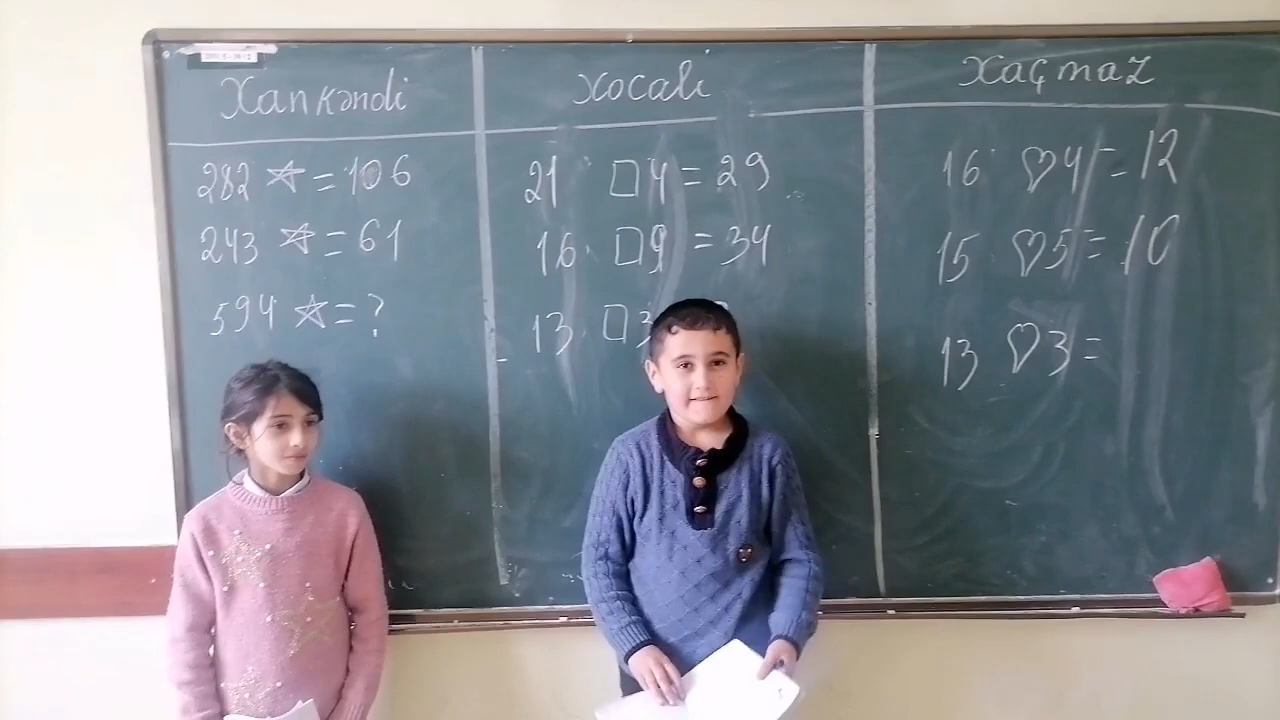 Xankəndi
282 ☆ = 106
243 ☆ = 61
594 ☆ = ?
Xocalı
21 □ 4 = 29
16 □ 9 = 34
13 □ 3
Xaçmaz
16 ♡ 4 = 12
15 ♡ 5 = 10
13 ♡ 3 =